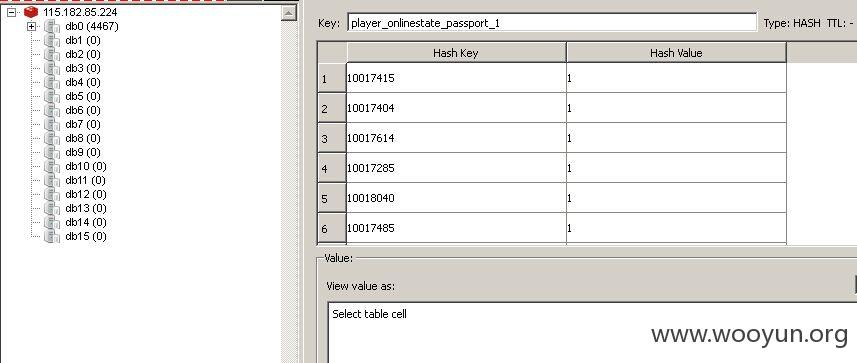 115.182.85.224
db0 (4467)
db1 (0)
db2 (0)
db3 (0)
db4 (0)
db5 (0)
db6 (0)
db7 (0)
db8 (0)
db9 (0)
db10 (0)
db11 (0)
db12 (0)
db13 (0)
db14 (0)
db15 (0)
Key: player_onlinestate_passport_1 Type: HASH TTL: -
Hash Key Hash Value
1 10017415 1
2 10017404 1
3 10017614 1
4 10017285 1
5 10018040 1
6 10017485 1
Value:
View value as:
Select table cell
www.wooyun.org